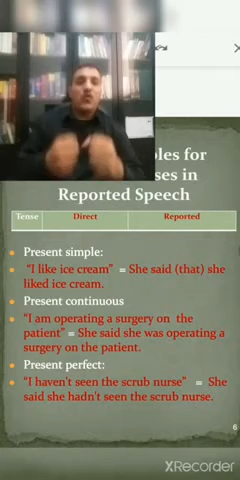 ples for
ses in
Reported Speech
Tense Direct Reported
Present simple:
"I like ice cream" = She said (that) she
liked ice cream.
Present continuous
"I am operating a surgery on the
patient" = She said she was operating
a surgery on the patient.
Present perfect:
"I haven't seen the scrub nurse" = She
said she hadn't seen the scrub nurse.
6
XRecorder